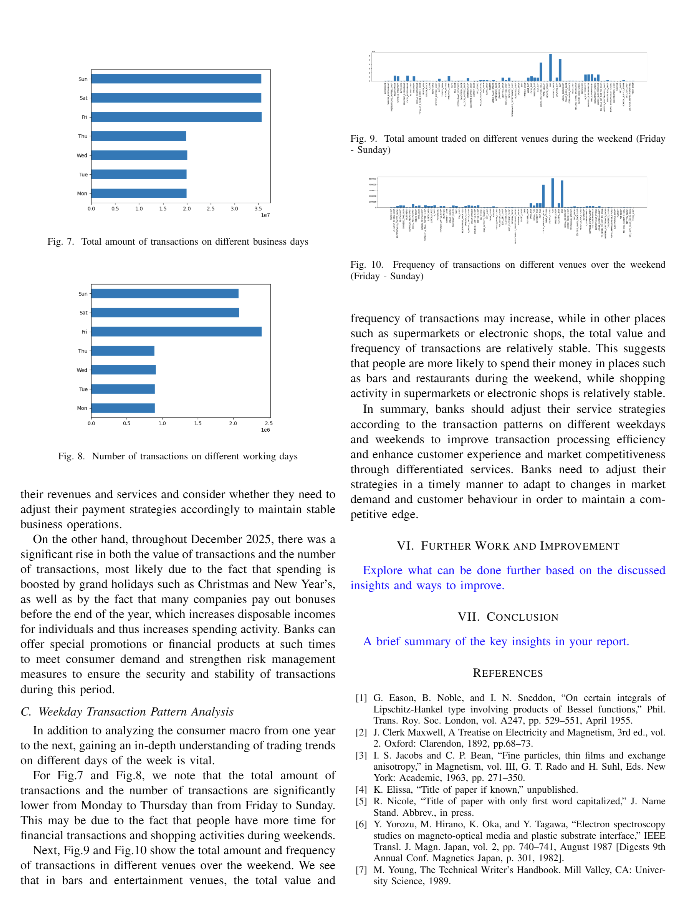 Sun
Sat
Fri
Thu
Wed
Tue
Mon
0.0 0.5 1.0 1.5 2.0 2.5 3.0 3.5
1e7
Fig. 7. Total amount of transactions on different business days
Sun
Sat
Fri
Thu
Wed
Tue
Mon
0.0 0.5 1.0 1.5 2.0 2.5
1e6
Fig. 8. Number of transactions on different working days
their revenues and services and consider whether they need to
adjust their payment strategies accordingly to maintain stable
business operations.
On the other hand, throughout December 2025, there was a
significant rise in both the value of transactions and the number
of transactions, most likely due to the fact that spending is
boosted by grand holidays such as Christmas and New Year's,
as well as by the fact that many companies pay out bonuses
before the end of the year, which increases disposable incomes
for individuals and thus increases spending activity. Banks can
offer special promotions or financial products at such times
to meet consumer demand and strengthen risk management
measures to ensure the security and stability of transactions
during this period.
C. Weekday Transaction Pattern Analysis
In addition to analyzing the consumer macro from one year
to the next, gaining an in-depth understanding of trading trends
on different days of the week is vital.
For Fig.7 and Fig.8, we note that the total amount of
transactions and the number of transactions are significantly
lower from Monday to Thursday than from Friday to Sunday.
This may be due to the fact that people have more time for
financial transactions and shopping activities during weekends.
Next, Fig.9 and Fig.10 show the total amount and frequency
of transactions in different venues over the weekend. We see
that in bars and entertainment venues, the total value and
Fig. 9. Total amount traded on different venues during the weekend (Friday
- Sunday)
Fig. 10. Frequency of transactions on different venues over the weekend
(Friday - Sunday)
frequency of transactions may increase, while in other places
such as supermarkets or electronic shops, the total value and
frequency of transactions are relatively stable. This suggests
that people are more likely to spend their money in places such
as bars and restaurants during the weekend, while shopping
activity in supermarkets or electronic shops is relatively stable.
In summary, banks should adjust their service strategies
according to the transaction patterns on different weekdays
and weekends to improve transaction processing efficiency
and enhance customer experience and market competitiveness
through differentiated services. Banks need to adjust their
strategies in a timely manner to adapt to changes in market
demand and customer behaviour in order to maintain a com-
petitive edge.
VI. FURTHER WORK AND IMPROVEMENT
Explore what can be done further based on the discussed
insights and ways to improve.
VII. CONCLUSION
A brief summary of the key insights in your report.
REFERENCES
[1] G. Eason, B. Noble, and I. N. Sneddon, “On certain integrals of
Lipschitz-Hankel type involving products of Bessel functions,” Phil.
Trans. Roy. Soc. London, vol. A247, pp. 529–551, April 1955.
[2] J. Clerk Maxwell, A Treatise on Electricity and Magnetism, 3rd ed., vol.
2. Oxford: Clarendon, 1892, pp.68–73.
[3] I. S. Jacobs and C. P. Bean, “Fine particles, thin films and exchange
anisotropy,” in Magnetism, vol. III, G. T. Rado and H. Suhl, Eds. New
York: Academic, 1963, pp. 271–350.
[4] K. Elissa, “Title of paper if known,” unpublished.
[5] R. Nicole, “Title of paper with only first word capitalized,” J. Name
Stand. Abbrev., in press.
[6] Y. Yorozu, M. Hirano, K. Oka, and Y. Tagawa, “Electron spectroscopy
studies on magneto-optical media and plastic substrate interface,” IEEE
Transl. J. Magn. Japan, vol. 2, pp. 740–741, August 1987 [Digests 9th
Annual Conf. Magnetics Japan, p. 301, 1982].
[7] M. Young, The Technical Writer's Handbook. Mill Valley, CA: Univer-
sity Science, 1989.